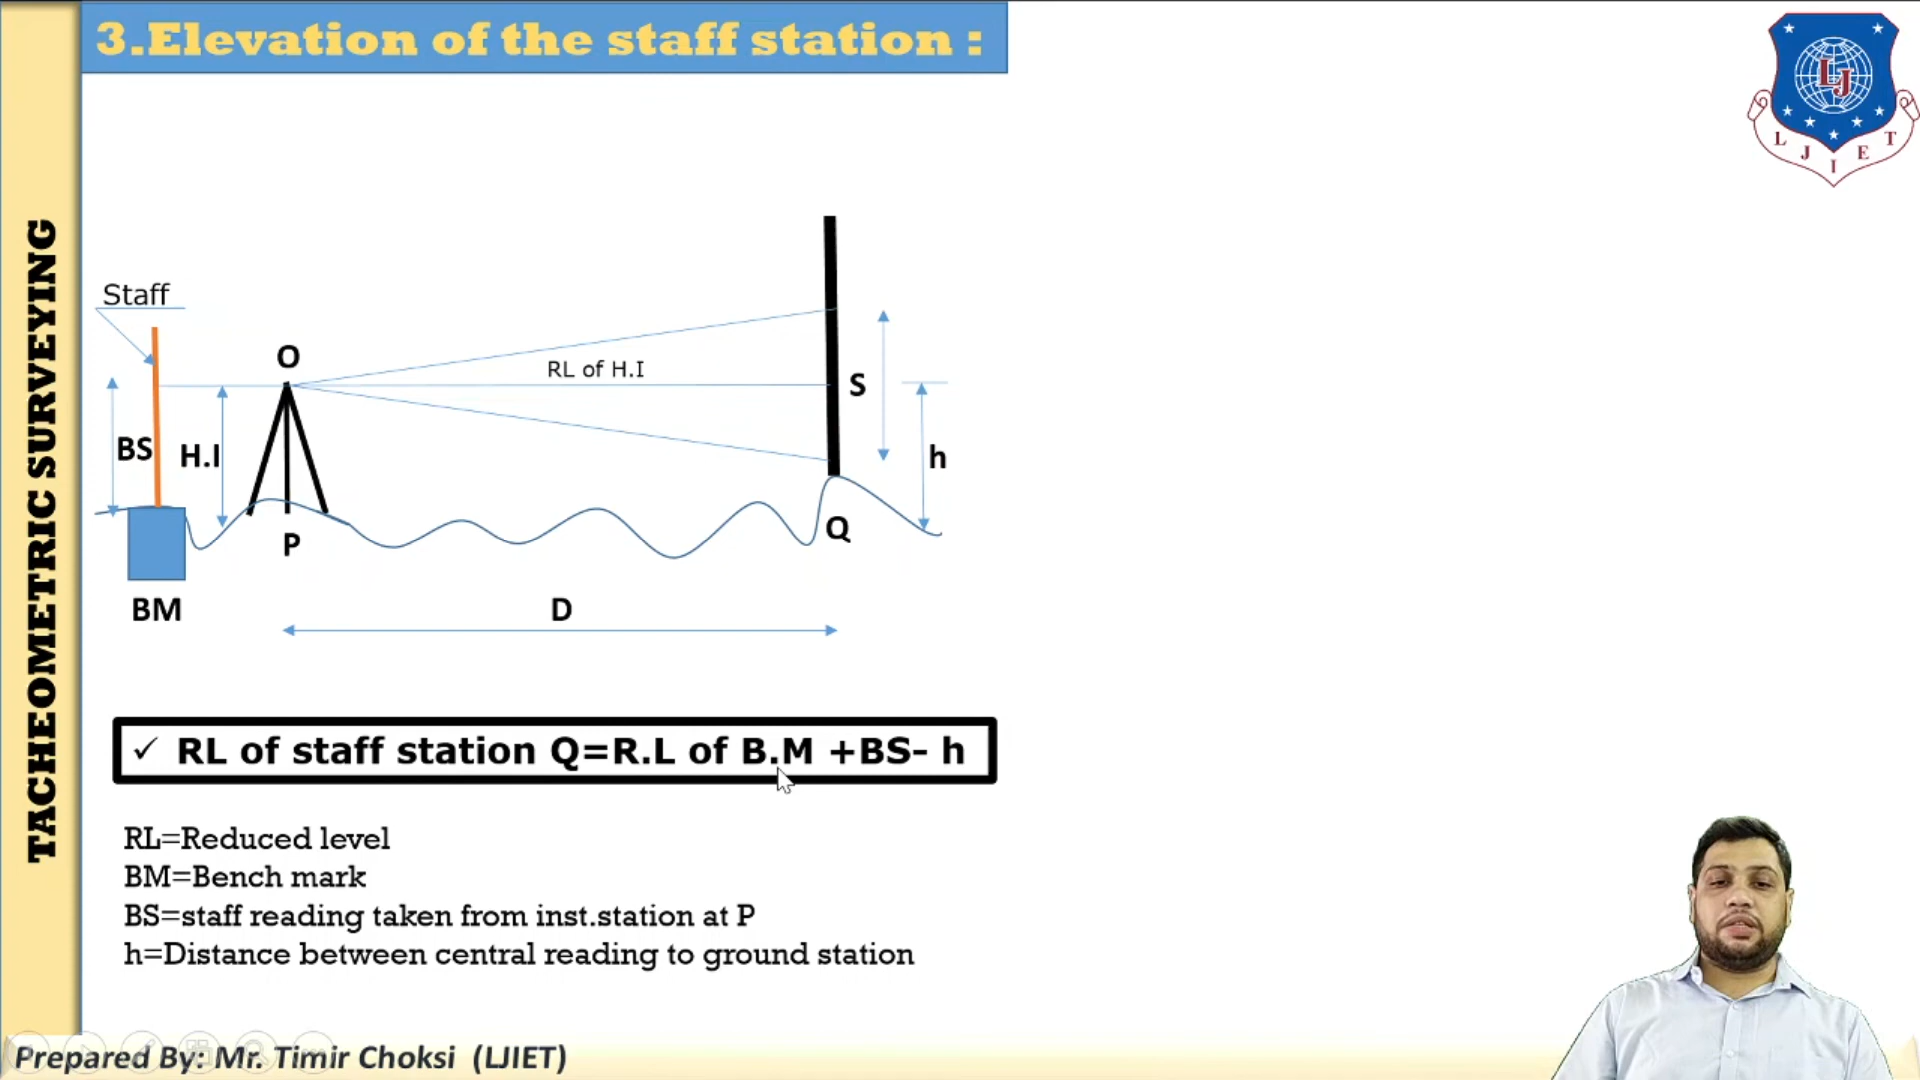 3.Elevation of the staff station :
TACHEOMETRIC SURVEYING
LJ
L J I E T
Staff
O
RL of H.I
S
BS
H.I
h
P
Q
BM
D
✓ RL of staff station Q=R.L of B.M +BS- h
RL=Reduced level
BM=Bench mark
BS=staff reading taken from inst.station at P
h=Distance between central reading to ground station
Prepared By: Mr. Timir Choksi (LJIET)